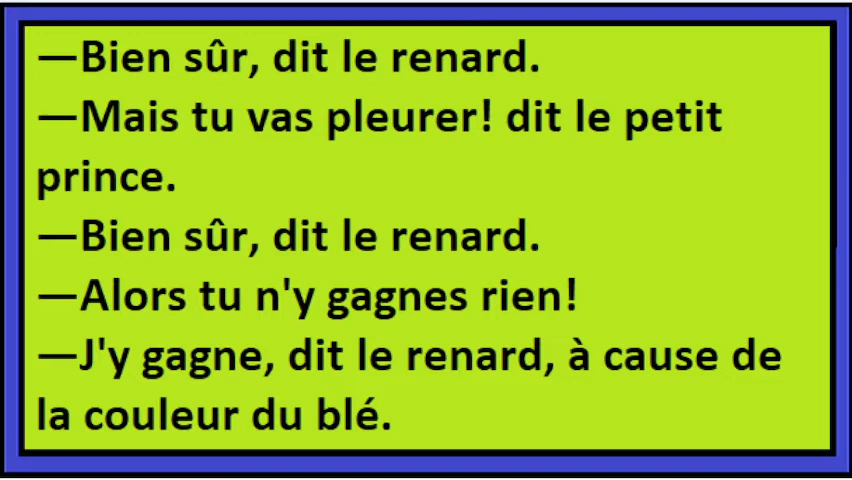 —Bien sûr, dit le renard.
—Mais tu vas pleurer! dit le petit
prince.
—Bien sûr, dit le renard.
—Alors tu n'y gagnes rien!
—J'y gagne, dit le renard, à cause de
la couleur du blé.